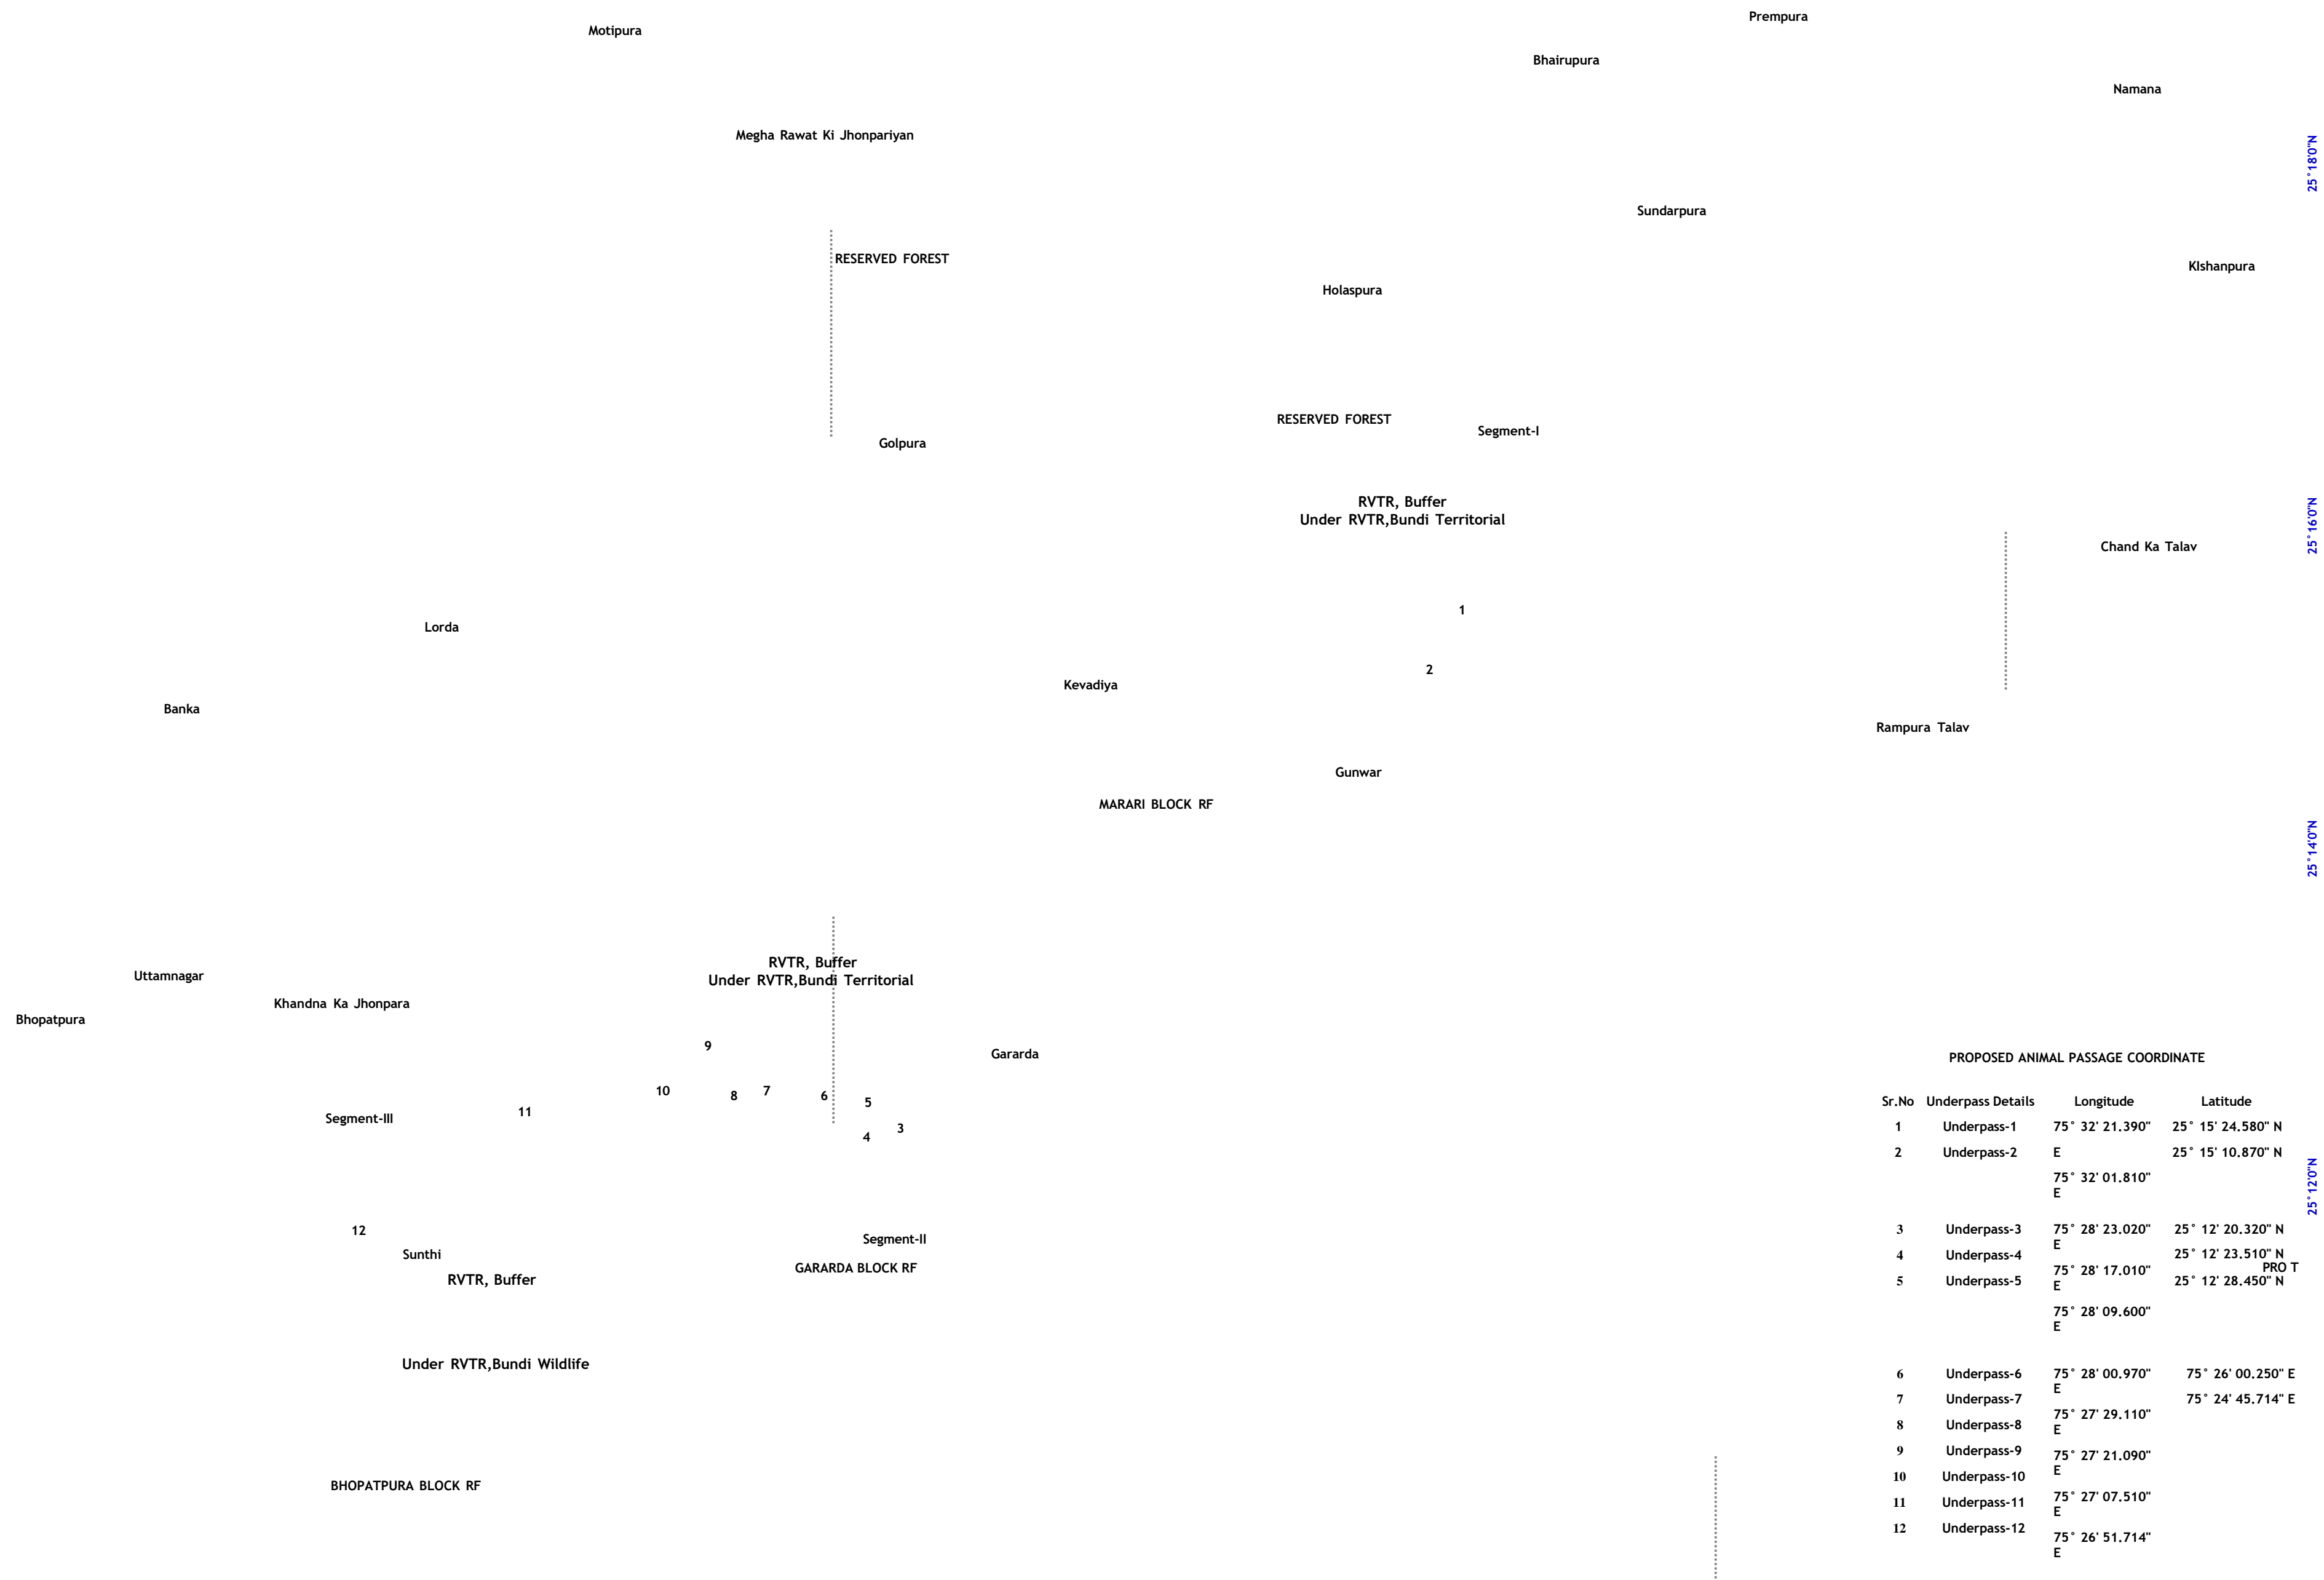 Prempura
Motipura
Bhairupura
Namana
Megha Rawat Ki Jhonpariyan
25°18'0"N
Sundarpura
RESERVED FOREST
KIshanpura
Holaspura
RESERVED FOREST
Segment-I
Golpura
RVTR, Buffer
Under RVTR,Bundi Territorial
25°16'0"N
Chand Ka Talav
1
Lorda
2
Kevadiya
Banka
Rampura Talav
Gunwar
MARARI BLOCK RF
25°14'0"N
RVTR, Buffer
Under RVTR,Bundi Territorial
Uttamnagar
Khandna Ka Jhonpara
Bhopatpura
9
Gararda
10
8
7
6
5
11
Segment-III
3
4
25°12'0"N
12
Segment-II
Sunthi
GARARDA BLOCK RF
RVTR, Buffer
Under RVTR,Bundi Wildlife
BHOPATPURA BLOCK RF
PROPOSED ANIMAL PASSAGE COORDINATE
Sr.No Underpass Details Longitude Latitude
1 Underpass-1 75° 32' 21.390" 25° 15' 24.580" N
2 Underpass-2 E 25° 15' 10.870" N
75° 32' 01.810"
E
3 Underpass-3 75° 28' 23.020" 25° 12' 20.320" N
E
4 Underpass-4 25° 12' 23.510" N
PRO T
75° 28' 17.010"
5 Underpass-5 E 25° 12' 28.450" N
75° 28' 09.600"
E
6 Underpass-6 75° 28' 00.970" 75° 26' 00.250" E
E
7 Underpass-7 75° 24' 45.714" E
75° 27' 29.110"
8 Underpass-8 E
9 Underpass-9 75° 27' 21.090"
10 Underpass-10 E
11 Underpass-11 75° 27' 07.510"
E
12 Underpass-12 75° 26' 51.714"
E